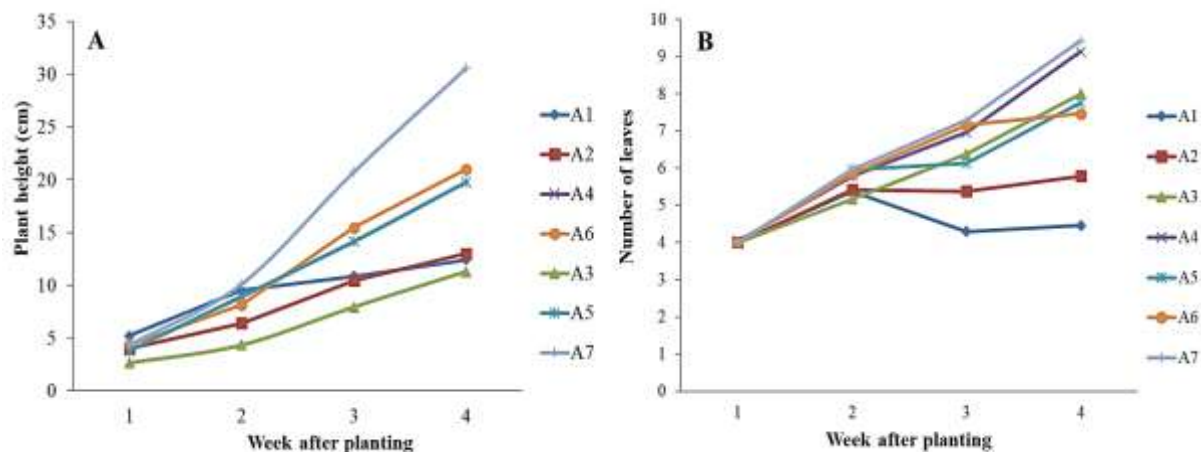 A
Plant height (cm)
35
30
25
20
15
10
5
0
1 2 3 4
Week after planting
A1
A2
A4
A6
A3
A5
A7
B
Number of leaves
10
9
8
7
6
5
4
3
2
1
0
1 2 3 4
Week after planting
A1
A2
A3
A4
A5
A6
A7